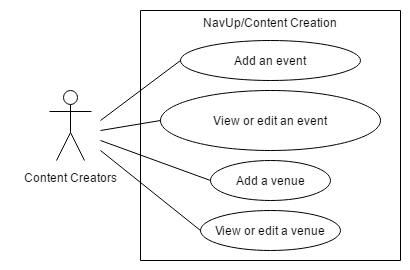 NavUp/Content Creation
Add an event
View or edit an event
Add a venue
Content Creators
View or edit a venue